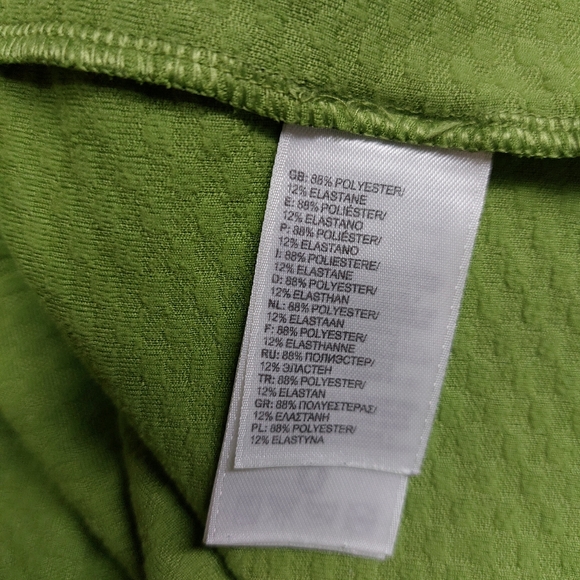 GB: 88% POLYESTER/
12% ELASTANE
E: 88% POLIÉSTER/
12% ELASTANO
P: 88% POLIÉSTER/
12% ELASTANO
I: 88% POLIESTERE/
12% ELASTANE
D: 88% POLYESTER/
12% ELASTHAN
NL: 88% POLYESTER/
12% ELASTAAN
F: 88% POLYESTER/
12% ELASTHANNE
RU: 88% ПОЛИЭСТЕР/
12% ЭЛАСТЕН
TR: 88% POLYESTER/
12% ELASTAN
GR: 88% ΠΟΛΥΕΣΤΕΡΑΣ/
12% ΕΛΑΣΤΑΝΗ
PL: 88% POLYESTER/
12% ELASTYNA